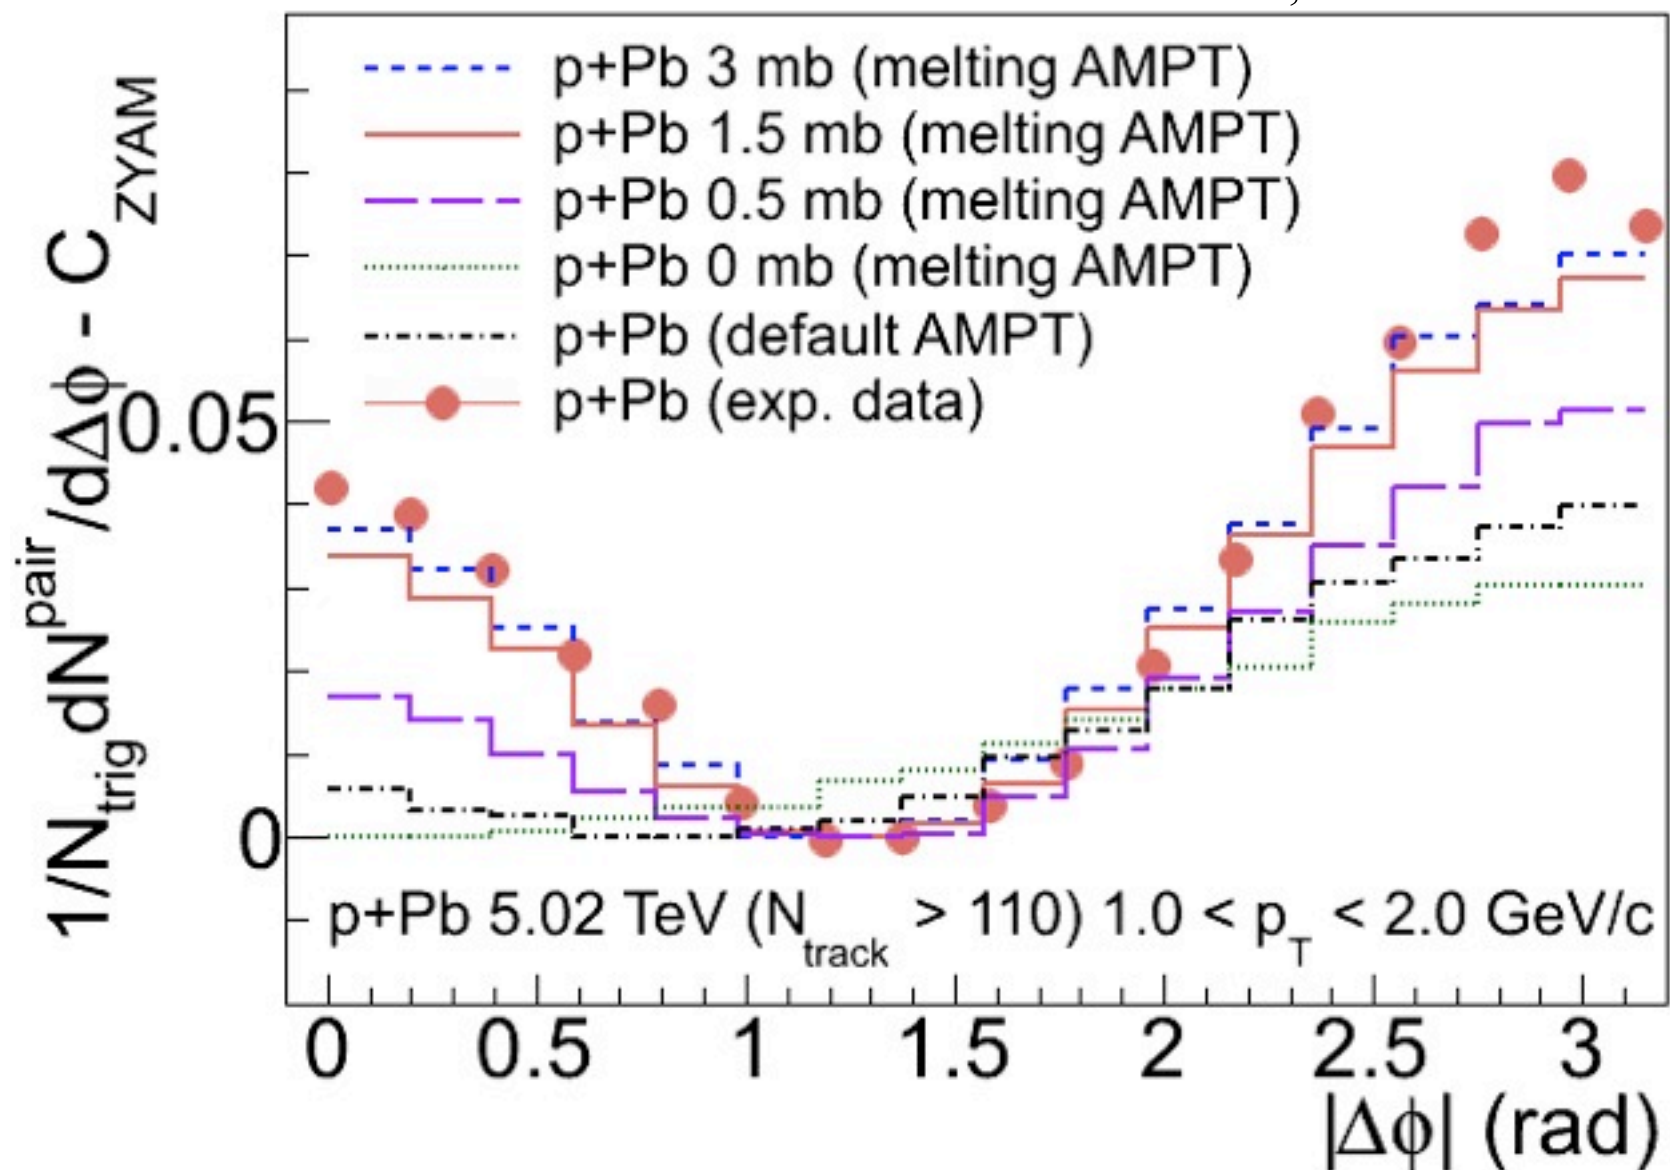 p+Pb 3 mb (melting AMPT)
p+Pb 1.5 mb (melting AMPT)
p+Pb 0.5 mb (melting AMPT)
p+Pb 0 mb (melting AMPT)
p+Pb (default AMPT)
p+Pb (exp. data)
1/N_trig dN^pair/dΔϕ - C_ZYAM
0.05
0
p+Pb 5.02 TeV (N_track > 110) 1.0 < p_T < 2.0 GeV/c
0 0.5 1 1.5 2 2.5 3
|Δϕ| (rad)